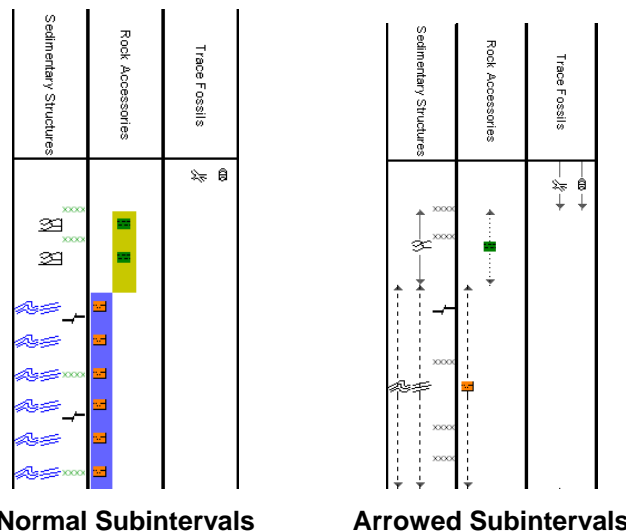 Sedimentary Structures
Rock Accessories
Trace Fossils
Sedimentary Structures
Rock Accessories
Trace Fossils
Normal Subintervals
Arrowed Subintervals